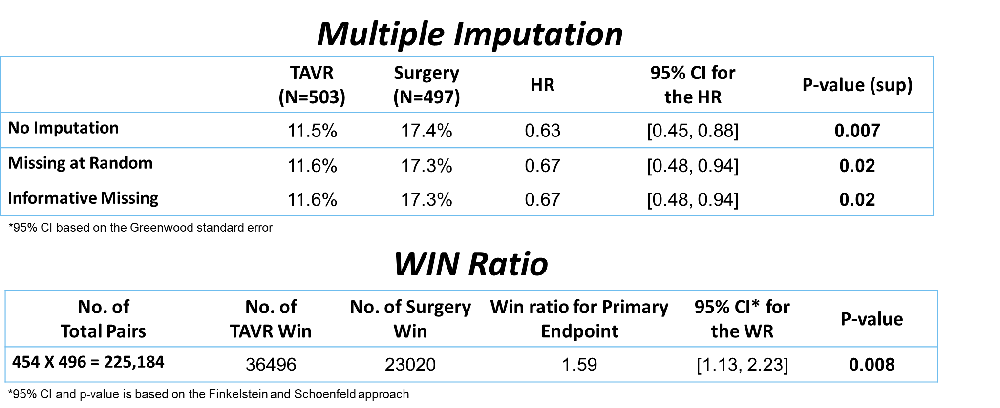 Multiple Imputation
TAVR (N=503) Surgery (N=497) HR 95% CI for the HR P-value (sup)
No Imputation 11.5% 17.4% 0.63 [0.45, 0.88] 0.007
Missing at Random 11.6% 17.3% 0.67 [0.48, 0.94] 0.02
Informative Missing 11.6% 17.3% 0.67 [0.48, 0.94] 0.02
*95% CI based on the Greenwood standard error
WIN Ratio
No. of Total Pairs No. of TAVR Win No. of Surgery Win Win ratio for Primary Endpoint 95% CI* for the WR P-value
454 X 496 = 225,184 36496 23020 1.59 [1.13, 2.23] 0.008
*95% CI and p-value is based on the Finkelstein and Schoenfeld approach